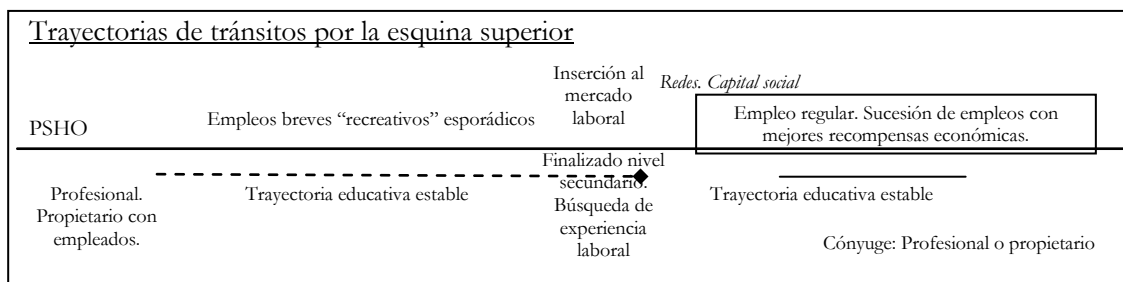 Trayectorias de tránsitos por la esquina superior
Inserción al
mercado
laboral
Redes. Capital social
PSHO
Empleos breves “recreativos” esporádicos
Empleo regular. Sucesión de empleos con
mejores recompensas económicas.
Profesional.
Propietario con
empleados.
Trayectoria educativa estable
Finalizado nivel
secundario.
Búsqueda de
experiencia
laboral
Trayectoria educativa estable
Cónyuge: Profesional o propietario